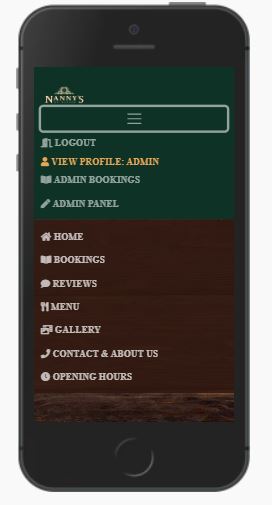 NANNY'S
LOGOUT
VIEW PROFILE: ADMIN
ADMIN BOOKINGS
ADMIN PANEL
HOME
BOOKINGS
REVIEWS
MENU
GALLERY
CONTACT & ABOUT US
OPENING HOURS